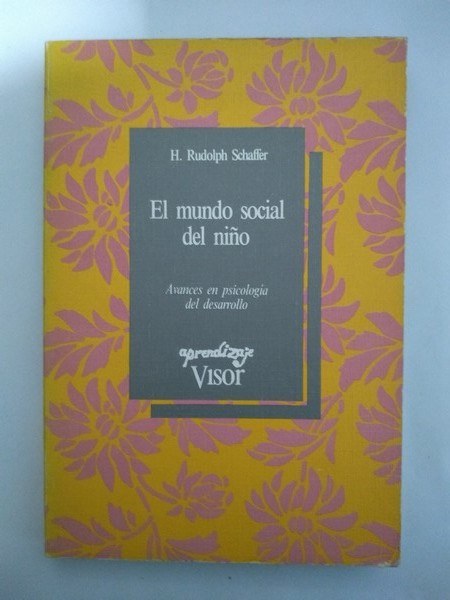 H. Rudolph Schaffer
El mundo social
del niño
Avances en psicología
del desarrollo
aprendizaje
Visor